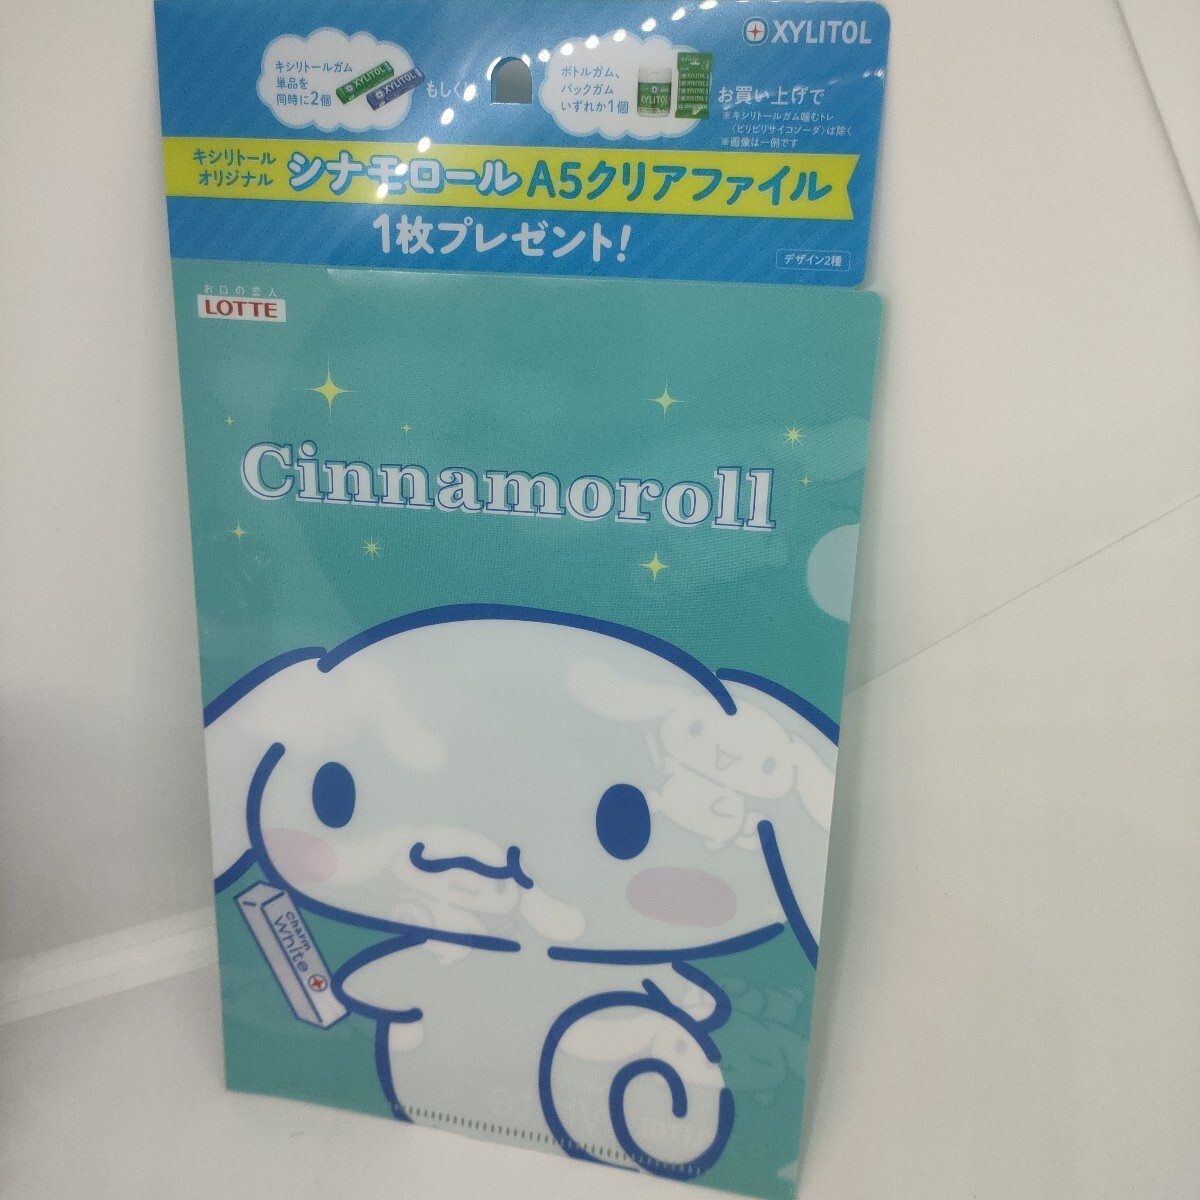 XYLITOL
キシリトールガム
単品を
同時に2個
XYLITOL
XYLITOL
もしく
ボトルガム、
パックガム
いずれか1個
XYLITOL
お買い上げで
※キシリトールガム噛むトレ
〈ピリピリサイコソーダ〉は除く
※画像は一例です
キシリトール
オリジナル
シナモロール A5クリアファイル
1枚プレゼント!
デザイン2種
お口の恋人
LOTTE
Cinnamoroll
charm
white